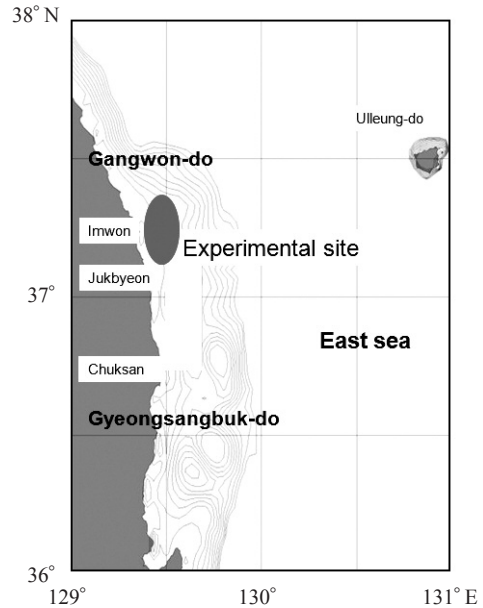 38° N
Ulleung-do
Gangwon-do
Imwon
Experimental site
Jukbyeon
37°
East sea
Chuksan
Gyeongsangbuk-do
36°
129°
130°
131° E